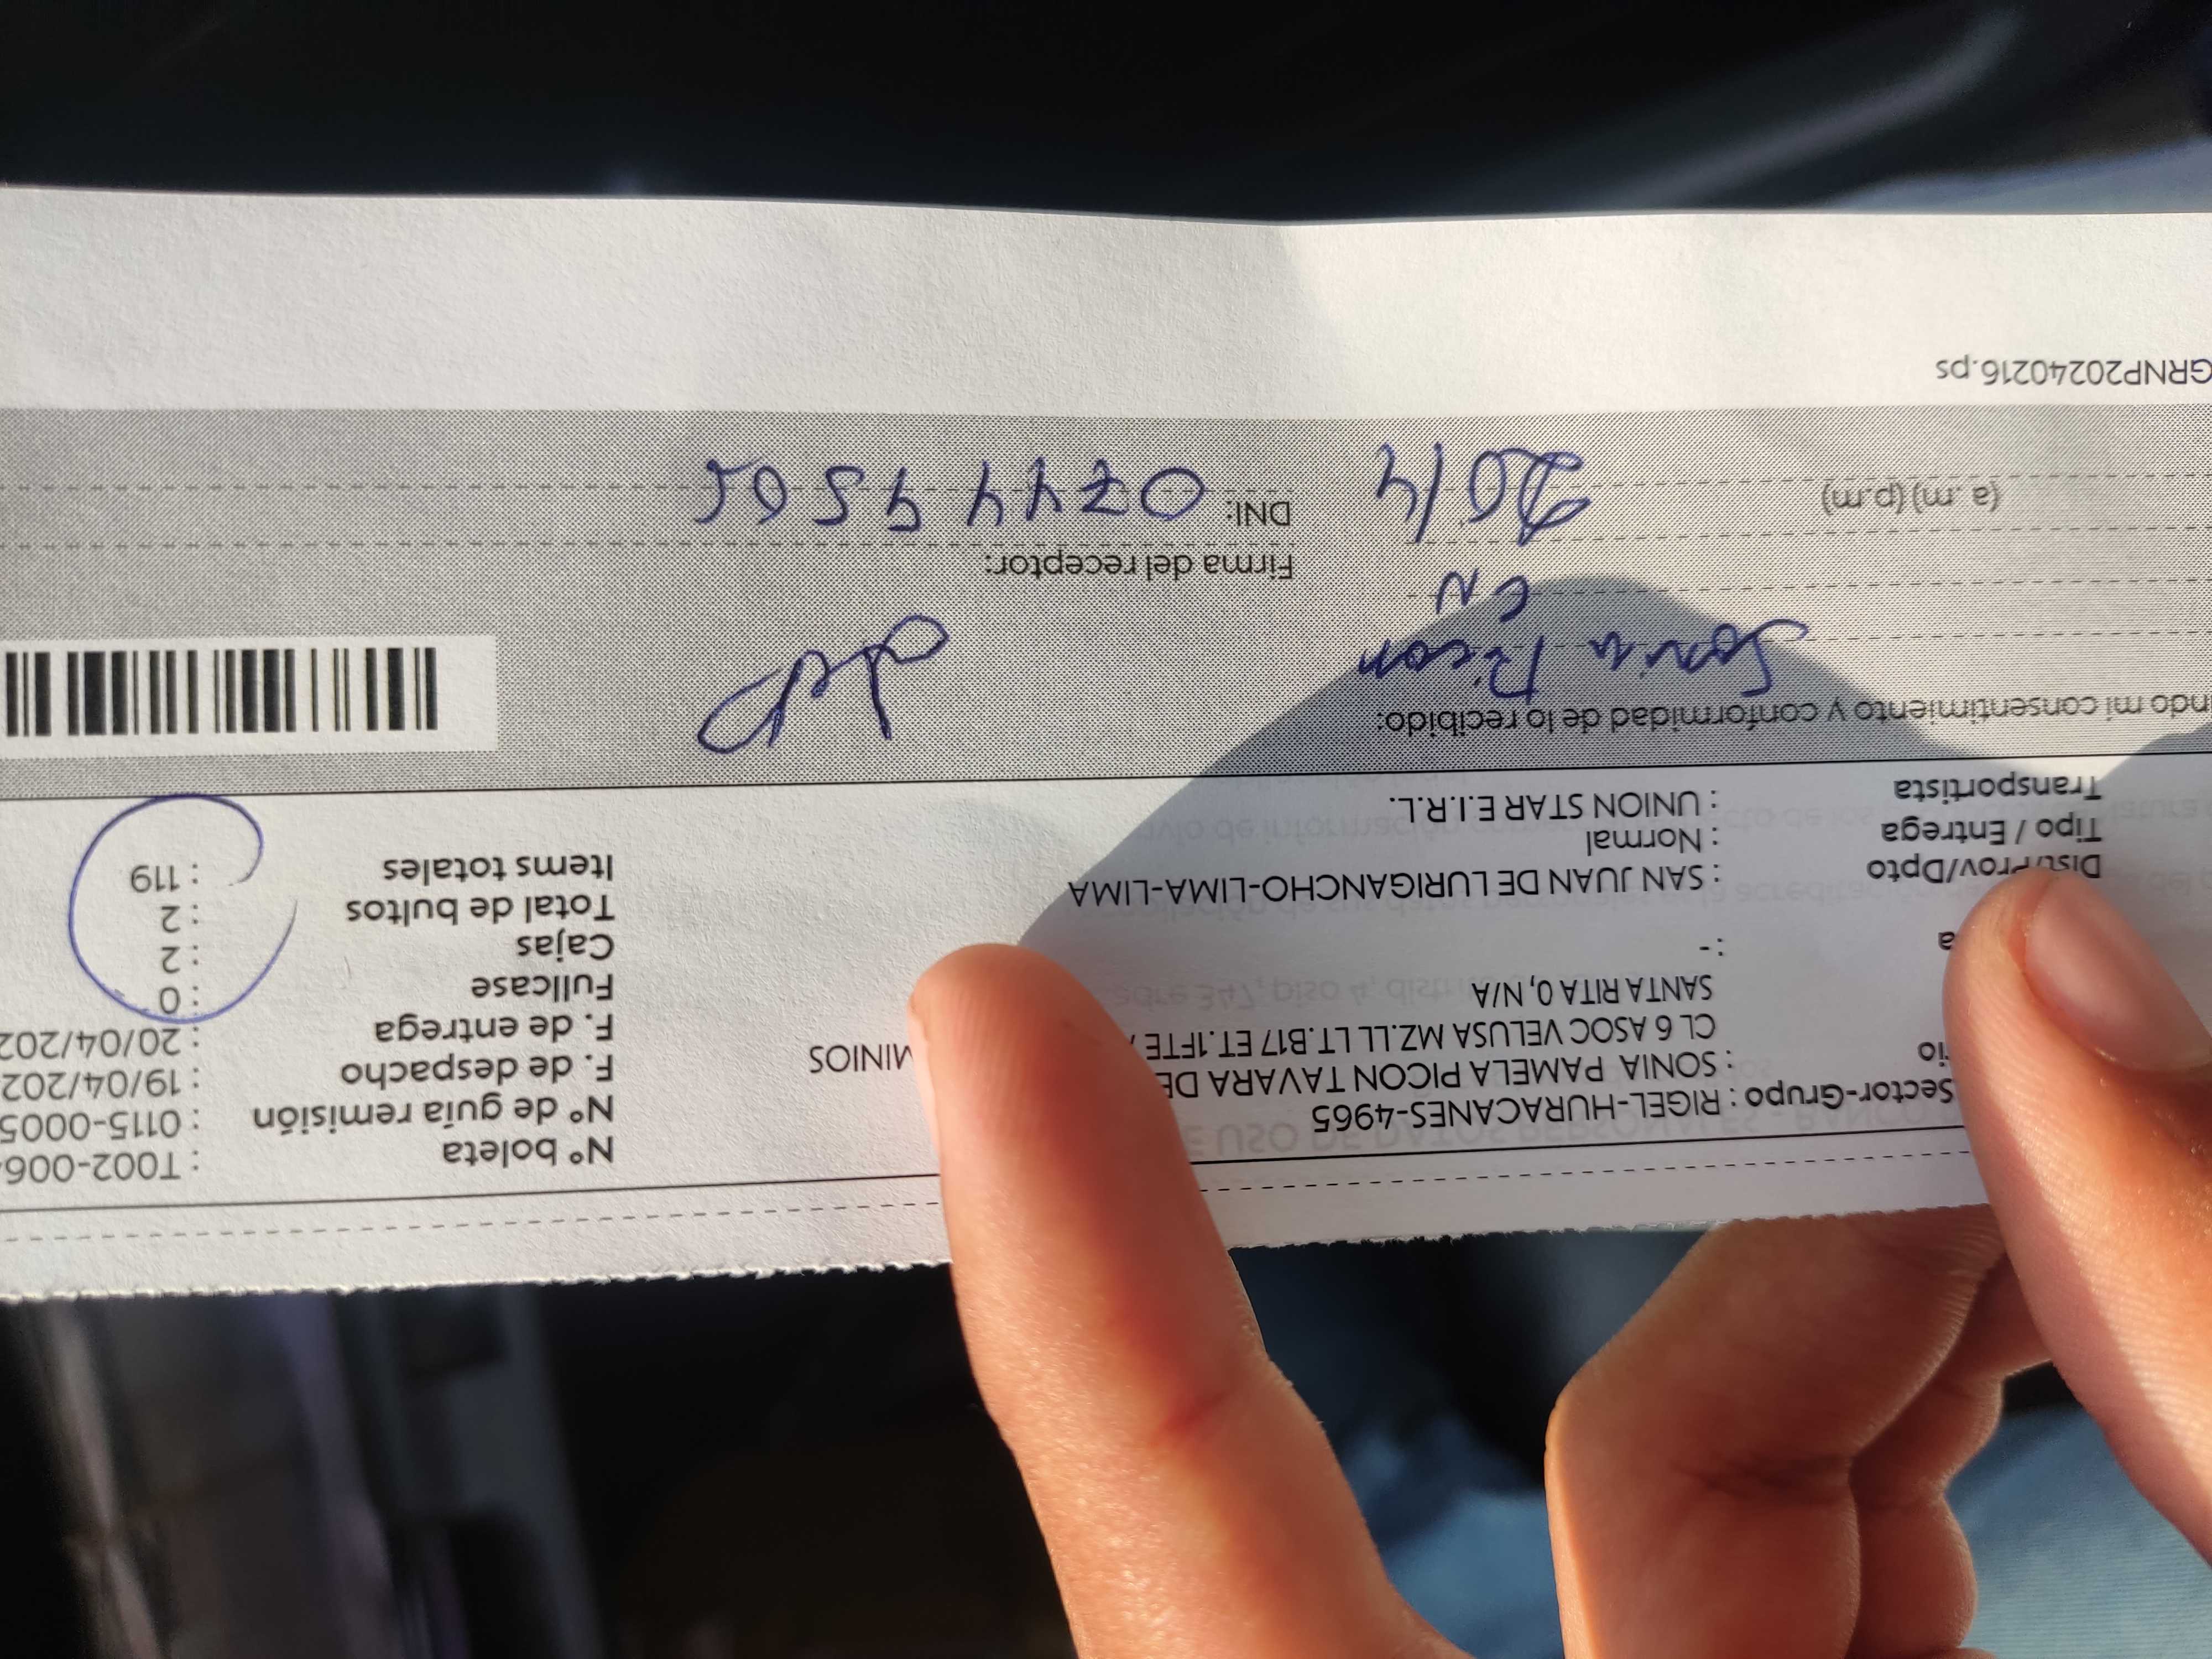 Nº boleta : T002-006
Sector-Grupo : RIGEL-HURACANES-4965
Nº de guía remisión : 0115-0005
io : SONIA PAMELA PICON TAVARA DE
F. de despacho : 19/04/202
CL 6 ASOC VELUSA MZ.LL LT.B17 ET.1FTE
MINIOS
F. de entrega : 20/04/202
SANTA RITA 0, N/A
Fullcase : 0
a : -
Cajas : 2
Total de bultos : 2
Dist/Prov/Dpto : SAN JUAN DE LURIGANCHO-LIMA-LIMA
Items totales : 119
Tipo / Entrega : Normal
Transportista : UNION STAR E.I.R.L.
ndo mi consentimiento y conformidad de lo recibido:
Sonia Picon
CN
Firma del receptor:
(a .m) (p.m) 20/4
DNI:
GRNP20240216.ps